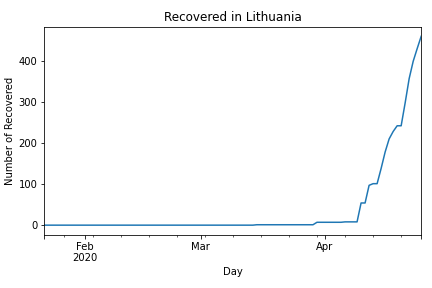 Recovered in Lithuania
Number of Recovered
400
300
200
100
0
Feb
2020
Mar
Apr
Day